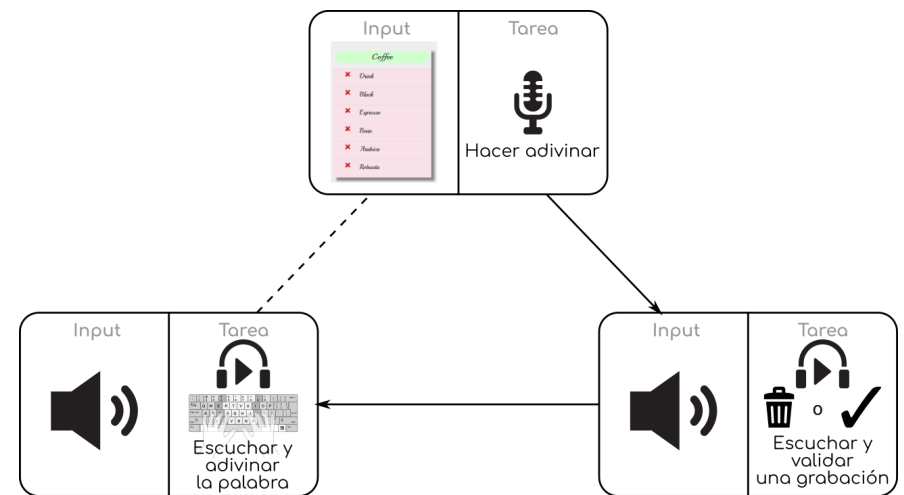 Input
Tarea
Coffee
Drink
Black
Espresso
Bean
Arabica
Robusta
Hacer adivinar
Input
Tarea
Escuchar y
adivinar
la palabra
Input
Tarea
o
Escuchar y
validar
una grabación